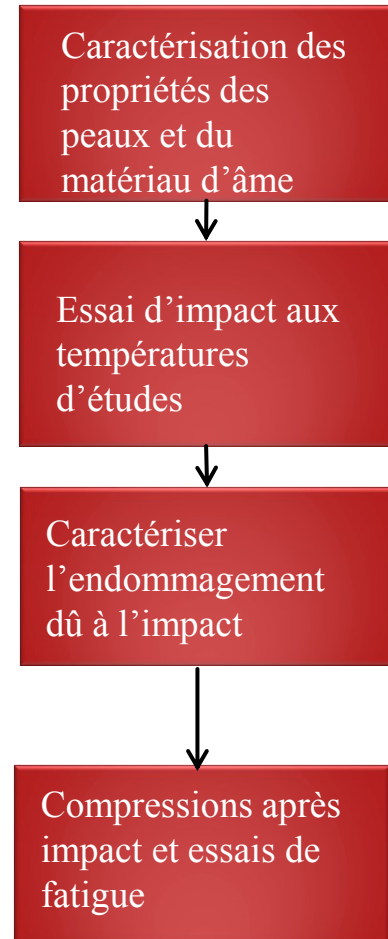 Caractérisation des
propriétés des
peaux et du
matériau d’âme
Essai d’impact aux
températures
d’études
Caractériser
l’endommagement
dû à l’impact
Compressions après
impact et essais de
fatigue